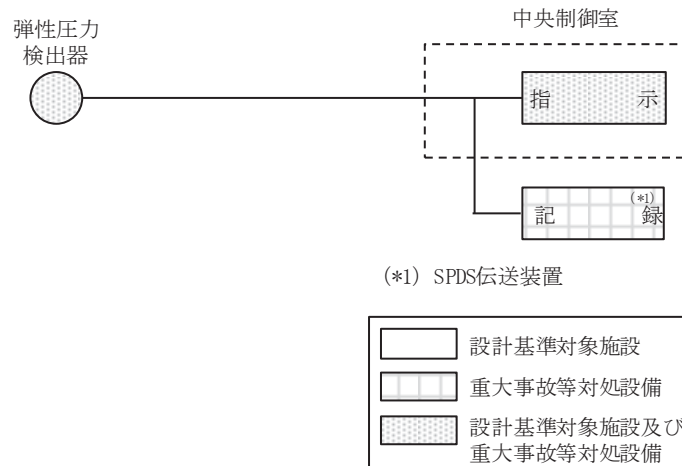 中央制御室
弾性圧力
検出器
指 示
(*1)
記 録
(*1) SPDS伝送装置
設計基準対象施設
重大事故等対処設備
設計基準対象施設及び
重大事故等対処設備